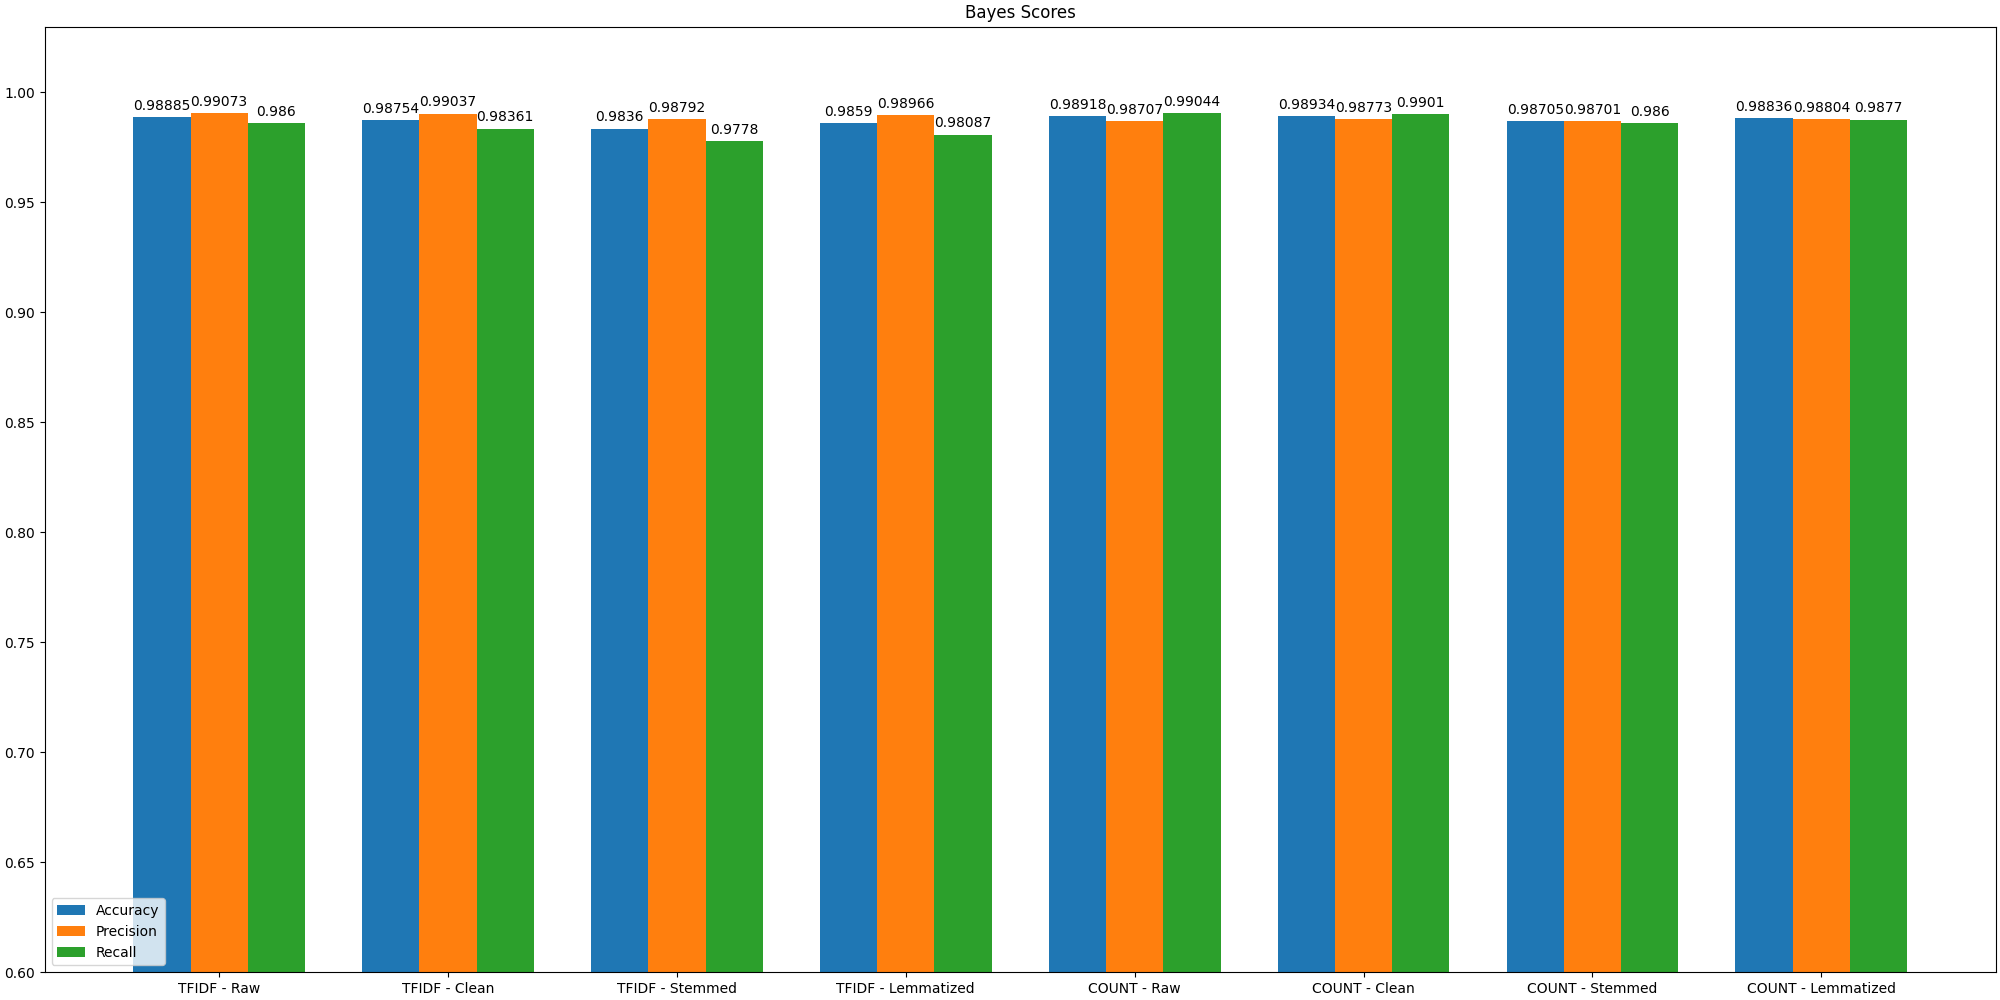 Bayes Scores
1.00
0.95
0.90
0.85
0.80
0.75
0.70
0.65
0.60
0.98885 0.99073 0.986
0.98754 0.99037 0.98361
0.9836 0.98792 0.9778
0.9859 0.98966 0.98087
0.98918 0.98707 0.99044
0.98934 0.98773 0.9901
0.98705 0.98701 0.986
0.98836 0.98804 0.9877
Accuracy
Precision
Recall
TFIDF - Raw
TFIDF - Clean
TFIDF - Stemmed
TFIDF - Lemmatized
COUNT - Raw
COUNT - Clean
COUNT - Stemmed
COUNT - Lemmatized